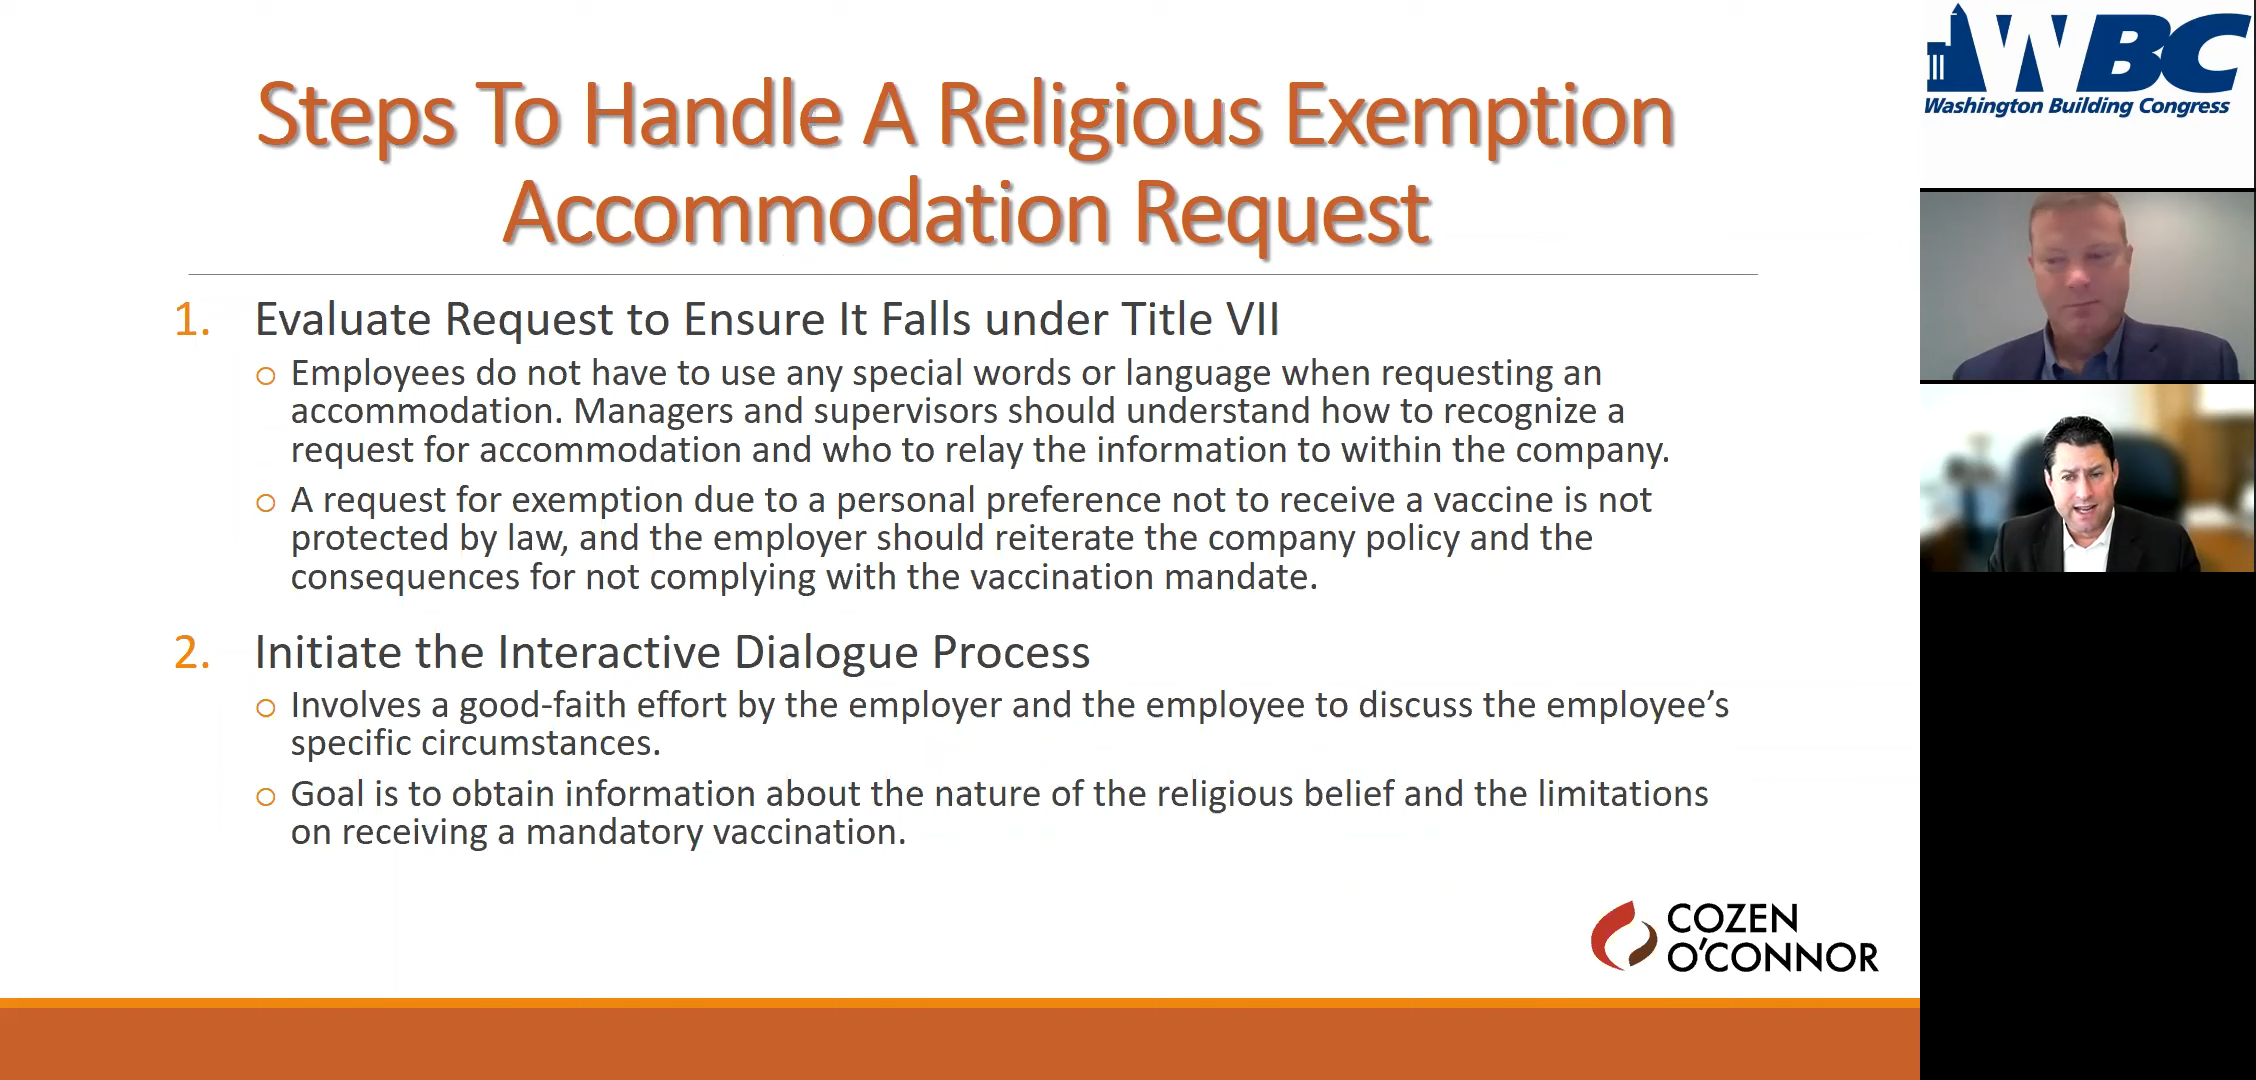 Steps To Handle A Religious Exemption
Accommodation Request
1. Evaluate Request to Ensure It Falls under Title VII
Employees do not have to use any special words or language when requesting an
accommodation. Managers and supervisors should understand how to recognize a
request for accommodation and who to relay the information to within the company.
A request for exemption due to a personal preference not to receive a vaccine is not
protected by law, and the employer should reiterate the company policy and the
consequences for not complying with the vaccination mandate.
2. Initiate the Interactive Dialogue Process
Involves a good-faith effort by the employer and the employee to discuss the employee’s
specific circumstances.
Goal is to obtain information about the nature of the religious belief and the limitations
on receiving a mandatory vaccination.
COZEN
O’CONNOR
WBC
Washington Building Congress